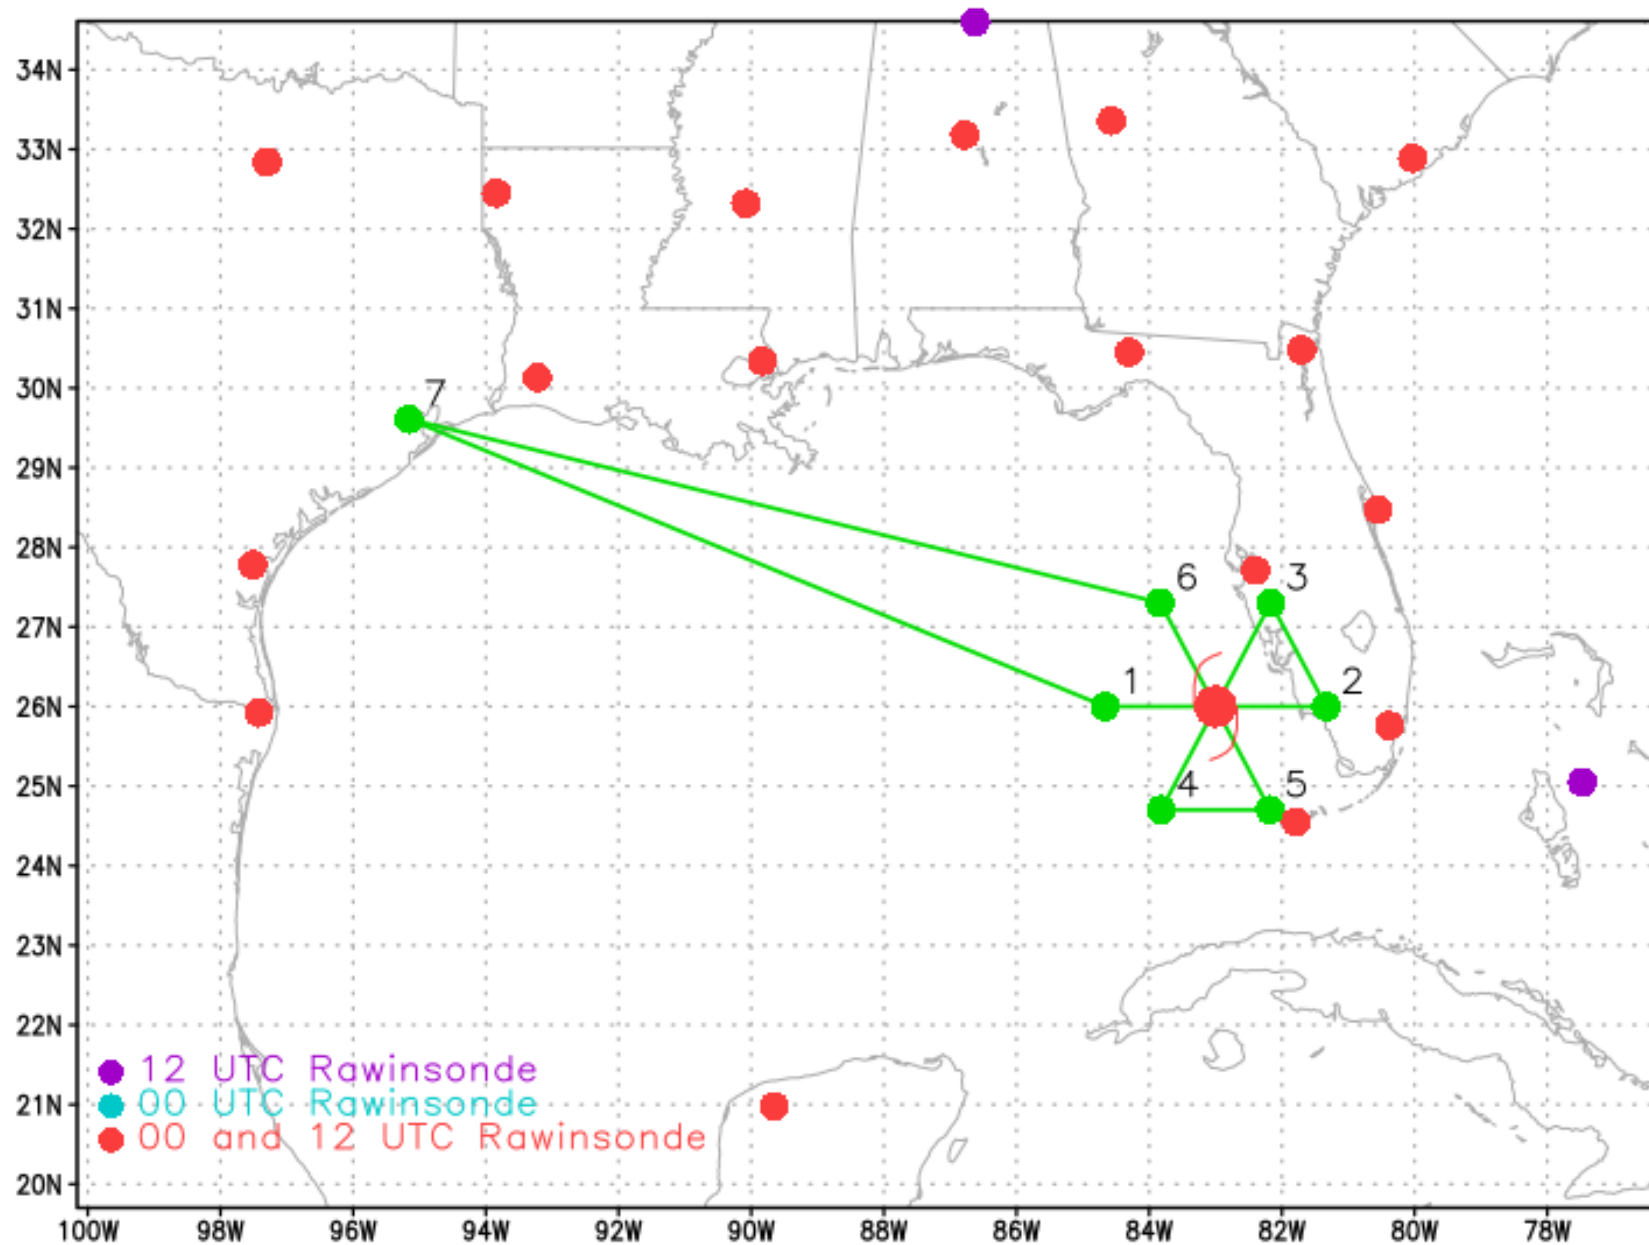 34N
33N
32N
31N
30N
7
29N
28N
6
3
27N
1
2
26N
4
5
25N
24N
23N
22N
12 UTC Rawinsonde
00 UTC Rawinsonde
21N
00 and 12 UTC Rawinsonde
20N
100W 98W 96W 94W 92W 90W 88W 86W 84W 82W 80W 78W